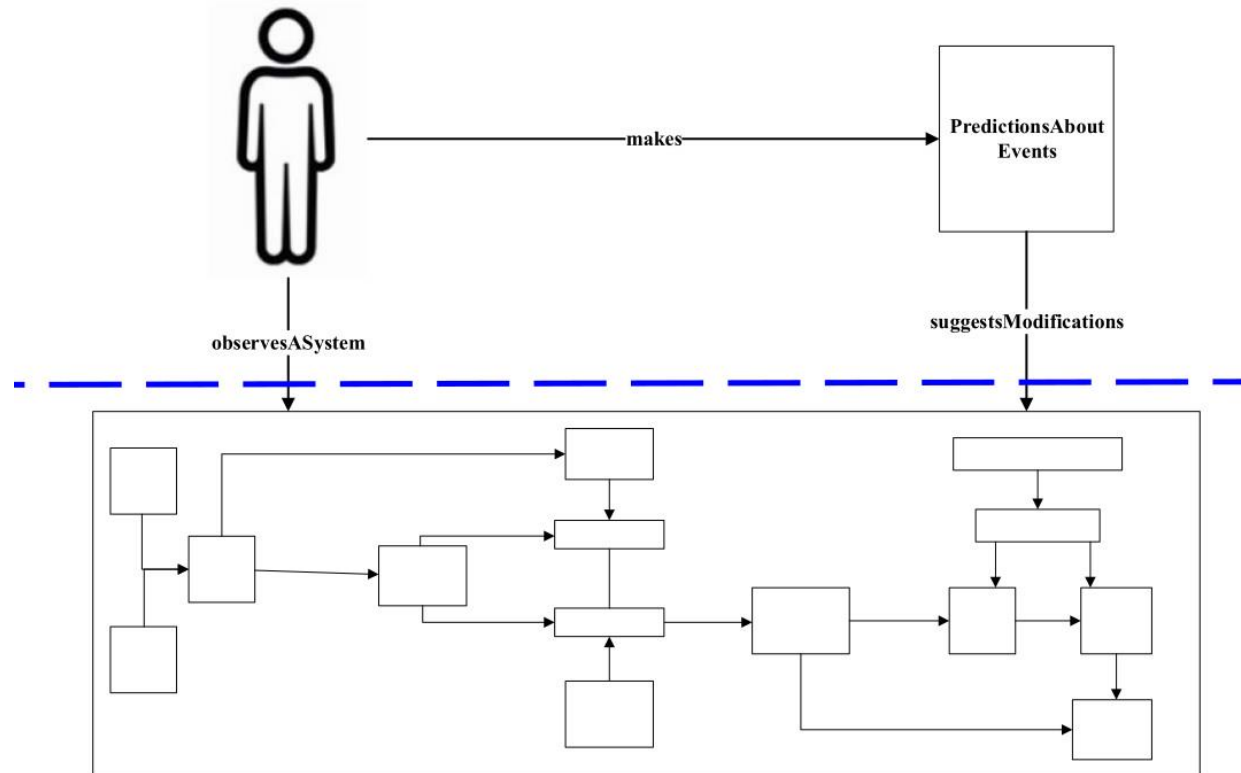 makes
PredictionsAbout
Events
observesASystem
suggestsModifications